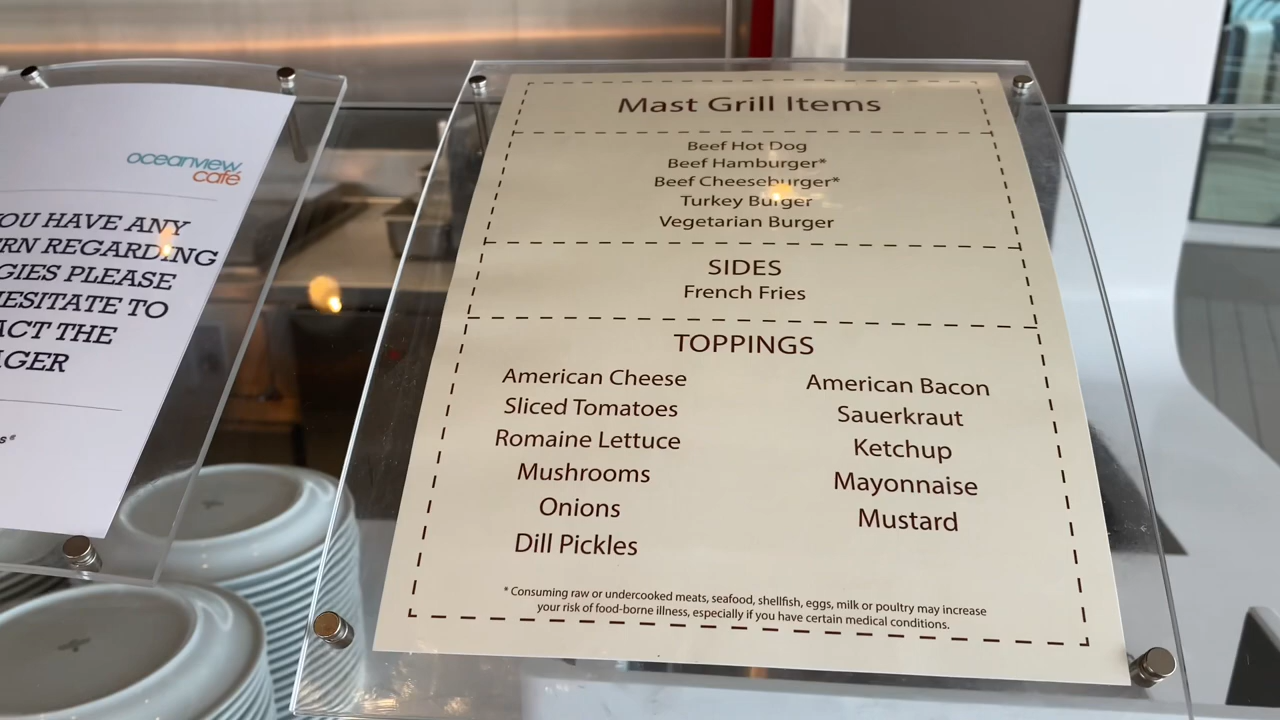 oceanview
café
OU HAVE ANY
RN REGARDING
GIES PLEASE
ESITATE TO
ACT THE
GER
Mast Grill Items
Beef Hot Dog
Beef Hamburger*
Beef Cheeseburger*
Turkey Burger
Vegetarian Burger
SIDES
French Fries
TOPPINGS
American Cheese
Sliced Tomatoes
Romaine Lettuce
Mushrooms
Onions
Dill Pickles
American Bacon
Sauerkraut
Ketchup
Mayonnaise
Mustard
* Consuming raw or undercooked meats, seafood, shellfish, eggs, milk or poultry may increase
your risk of food-borne illness, especially if you have certain medical conditions.